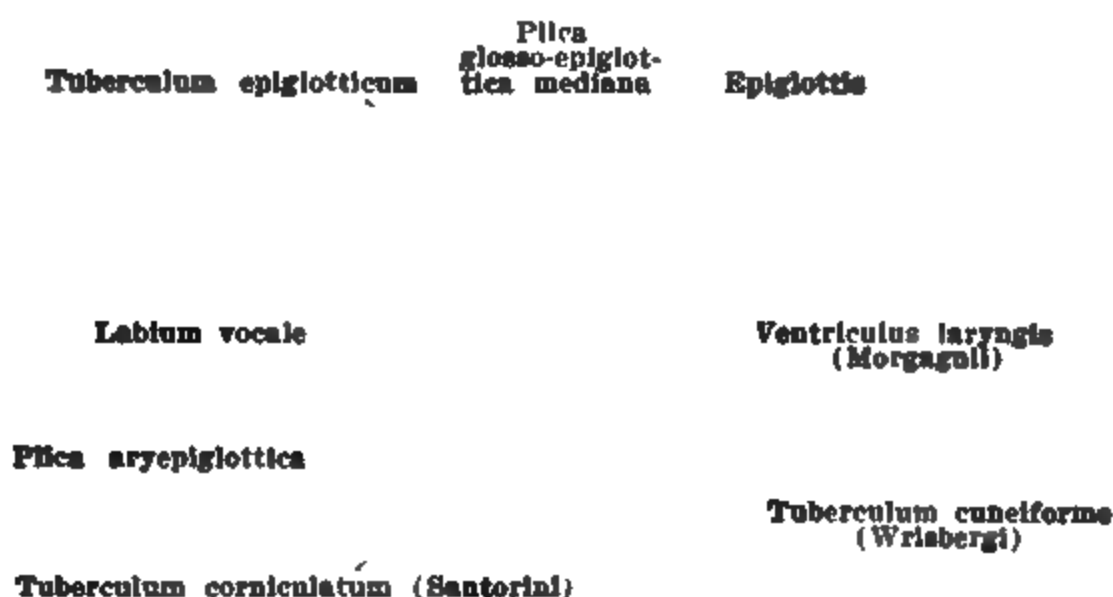 Plica
glosso-epiglot-
Tuberculum epiglotticum tica mediana Epiglottis
Labium vocale Ventriculus laryngis
(Morgagnii)
Plica aryepiglottica
Tuberculum cuneiforme
(Wrisbergi)
Tuberculum corniculatum (Santorini)